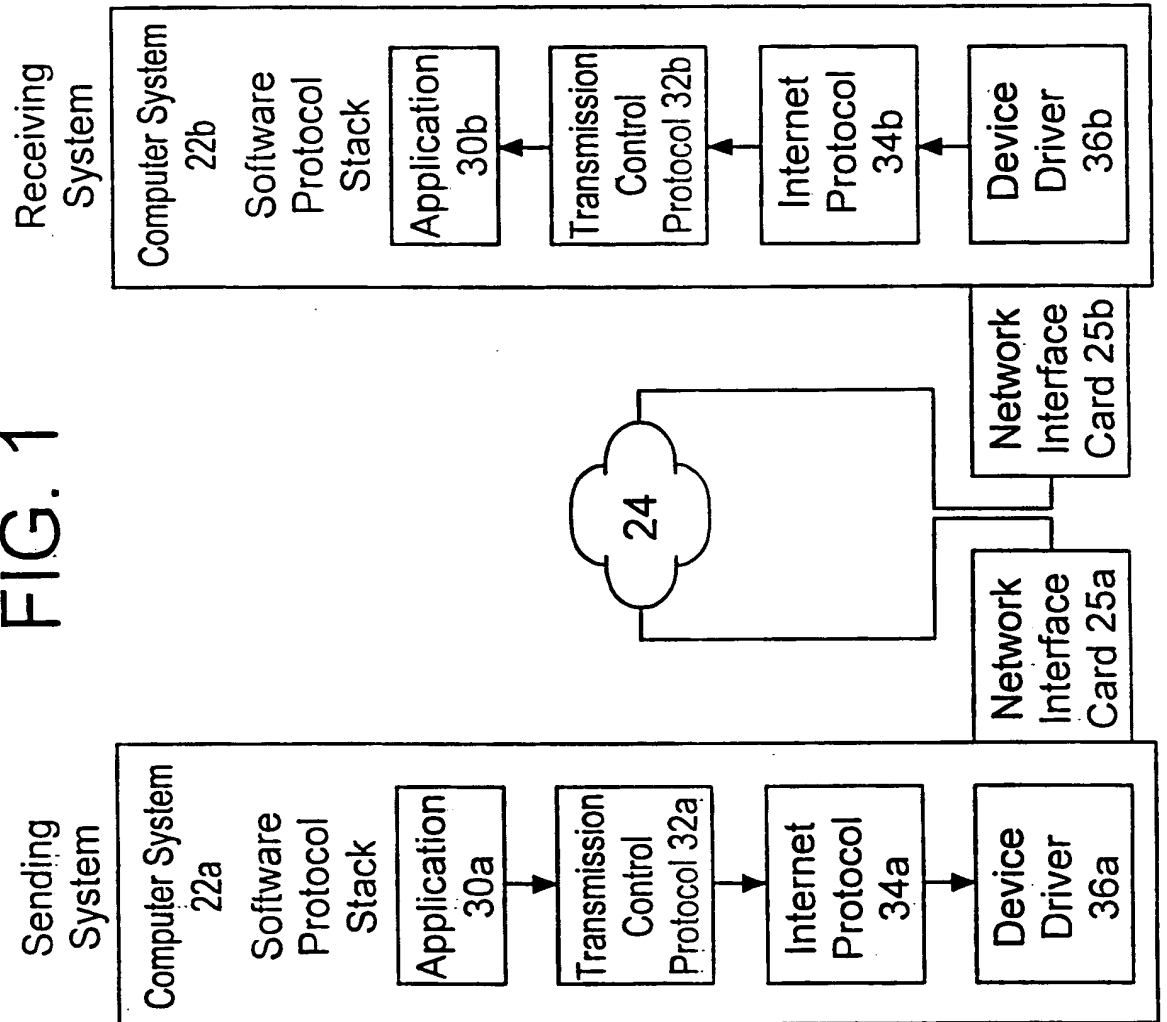 FIG. 1
Sending
System
Computer System
22a
Software
Protocol
Stack
Application
30a
Transmission
Control
Protocol 32a
Internet
Protocol
34a
Device
Driver
36a
Network
Interface
Card 25a
24
Receiving
System
Computer System
22b
Software
Protocol
Stack
Application
30b
Transmission
Control
Protocol 32b
Internet
Protocol
34b
Device
Driver
36b
Network
Interface
Card 25b